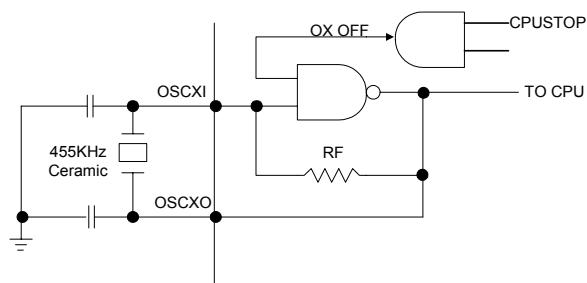 OX OFF
CPUSTOP
OSCXI
TO CPU
455KHz
Ceramic
RF
OSCXO